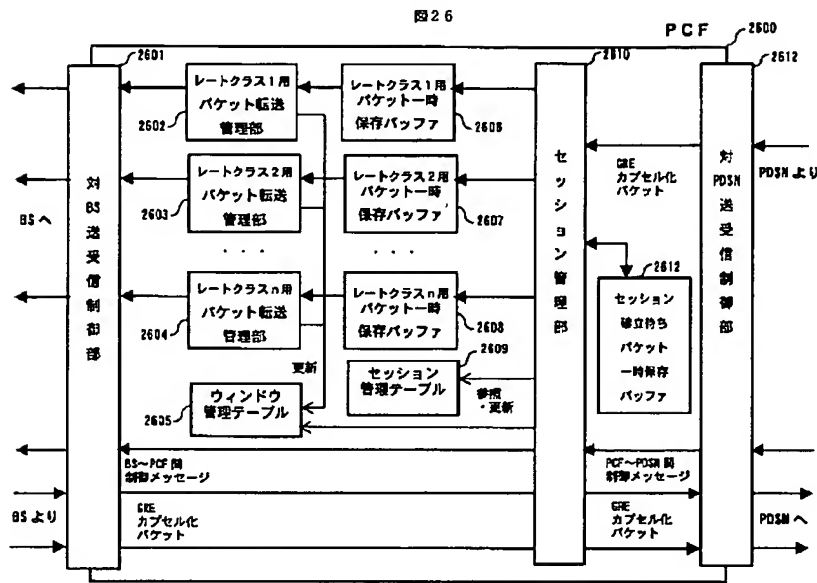 図26
PCF
2600
2601
2610
2612
レートクラス1用
パケット転送
管理部
2602
レートクラス1用
パケット一時
保存バッファ
2606
レートクラス2用
パケット転送
管理部
2603
レートクラス2用
パケット一時
保存バッファ
2607
・・・
・・・
レートクラスn用
パケット転送
管理部
2604
レートクラスn用
パケット一時
保存バッファ
2608
更新
ウィンドウ
管理テーブル
2605
セッション
管理テーブル
2609
参照
・更新
対BS送受信制御部
セッション管理部
対PDSN送受信制御部
GRE
カプセル化
パケット
2612
セッション
確立待ち
パケット
一時保存
バッファ
BSへ
PDSNより
BS~PCF間
制御メッセージ
PCF~PDSN間
制御メッセージ
BSより
GRE
カプセル化
パケット
GRE
カプセル化
パケット
PDSNへ